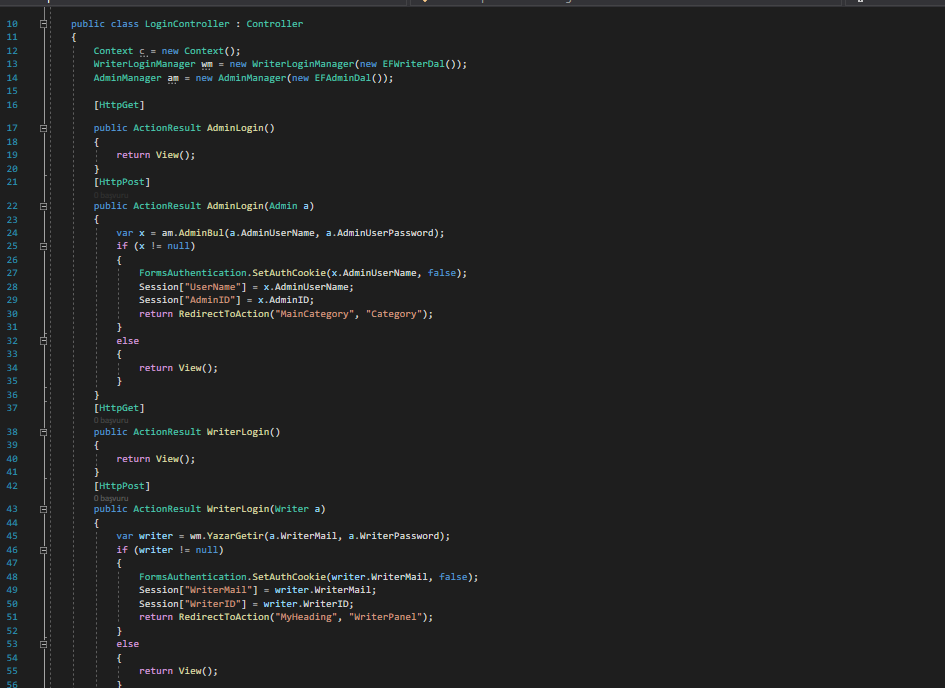 10 public class LoginController : Controller
11 {
12 Context c = new Context();
13 WriterLoginManager wm = new WriterLoginManager(new EFWriterDal());
14 AdminManager am = new AdminManager(new EFAdminDal());
15
16 [HttpGet]
17 public ActionResult AdminLogin()
18 {
19 return View();
20 }
21 [HttpPost]
0 başvuru
22 public ActionResult AdminLogin(Admin a)
23 {
24 var x = am.AdminBul(a.AdminUserName, a.AdminUserPassword);
25 if (x != null)
26 {
27 FormsAuthentication.SetAuthCookie(x.AdminUserName, false);
28 Session["UserName"] = x.AdminUserName;
29 Session["AdminID"] = x.AdminID;
30 return RedirectToAction("MainCategory", "Category");
31 }
32 else
33 {
34 return View();
35 }
36 }
37 [HttpGet]
0 başvuru
38 public ActionResult WriterLogin()
39 {
40 return View();
41 }
42 [HttpPost]
0 başvuru
43 public ActionResult WriterLogin(Writer a)
44 {
45 var writer = wm.YazarGetir(a.WriterMail, a.WriterPassword);
46 if (writer != null)
47 {
48 FormsAuthentication.SetAuthCookie(writer.WriterMail, false);
49 Session["WriterMail"] = writer.WriterMail;
50 Session["WriterID"] = writer.WriterID;
51 return RedirectToAction("MyHeading", "WriterPanel");
52 }
53 else
54 {
55 return View();
56 }